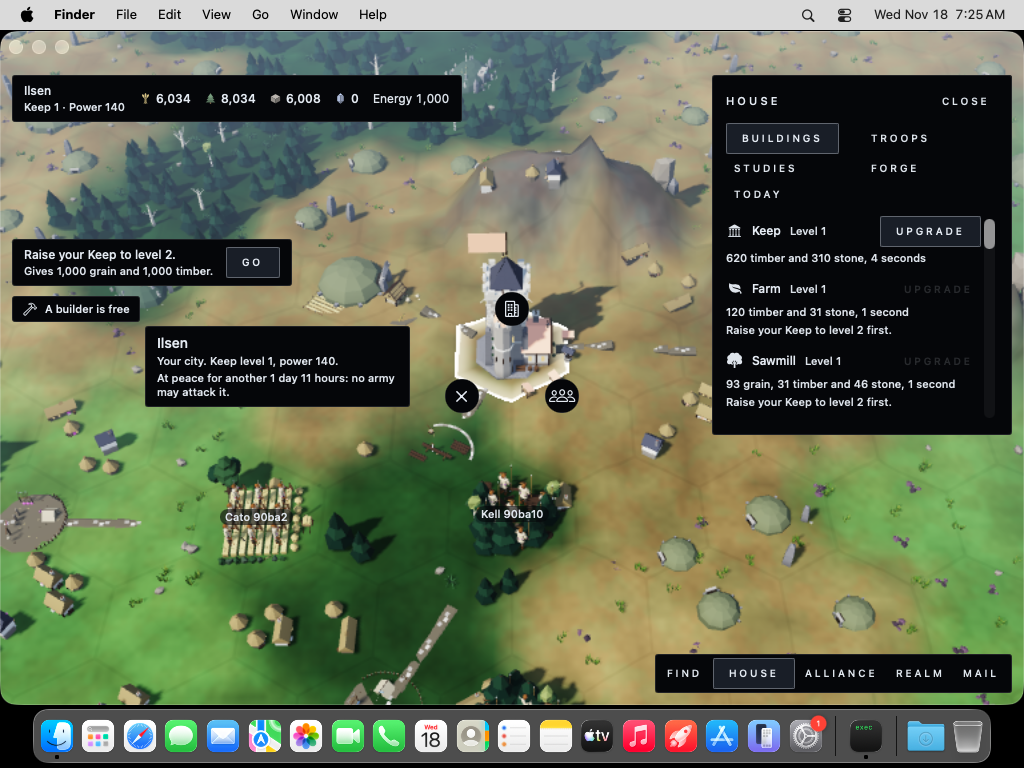 Finder File Edit View Go Window Help Wed Nov 18 7:25 AM
Ilsen
Keep 1 · Power 140
6,034 8,034 6,008 0 Energy 1,000
HOUSE CLOSE
BUILDINGS TROOPS
STUDIES FORGE
TODAY
Keep Level 1 UPGRADE
620 timber and 310 stone, 4 seconds
Farm Level 1 UPGRADE
120 timber and 31 stone, 1 second
Raise your Keep to level 2 first.
Sawmill Level 1 UPGRADE
93 grain, 31 timber and 46 stone, 1 second
Raise your Keep to level 2 first.
Raise your Keep to level 2.
Gives 1,000 grain and 1,000 timber.
GO
A builder is free
Ilsen
Your city. Keep level 1, power 140.
At peace for another 1 day 11 hours: no army
may attack it.
Cato 90ba2
Kell 90ba10
FIND HOUSE ALLIANCE REALM MAIL
Wed
18
tv
1
exec